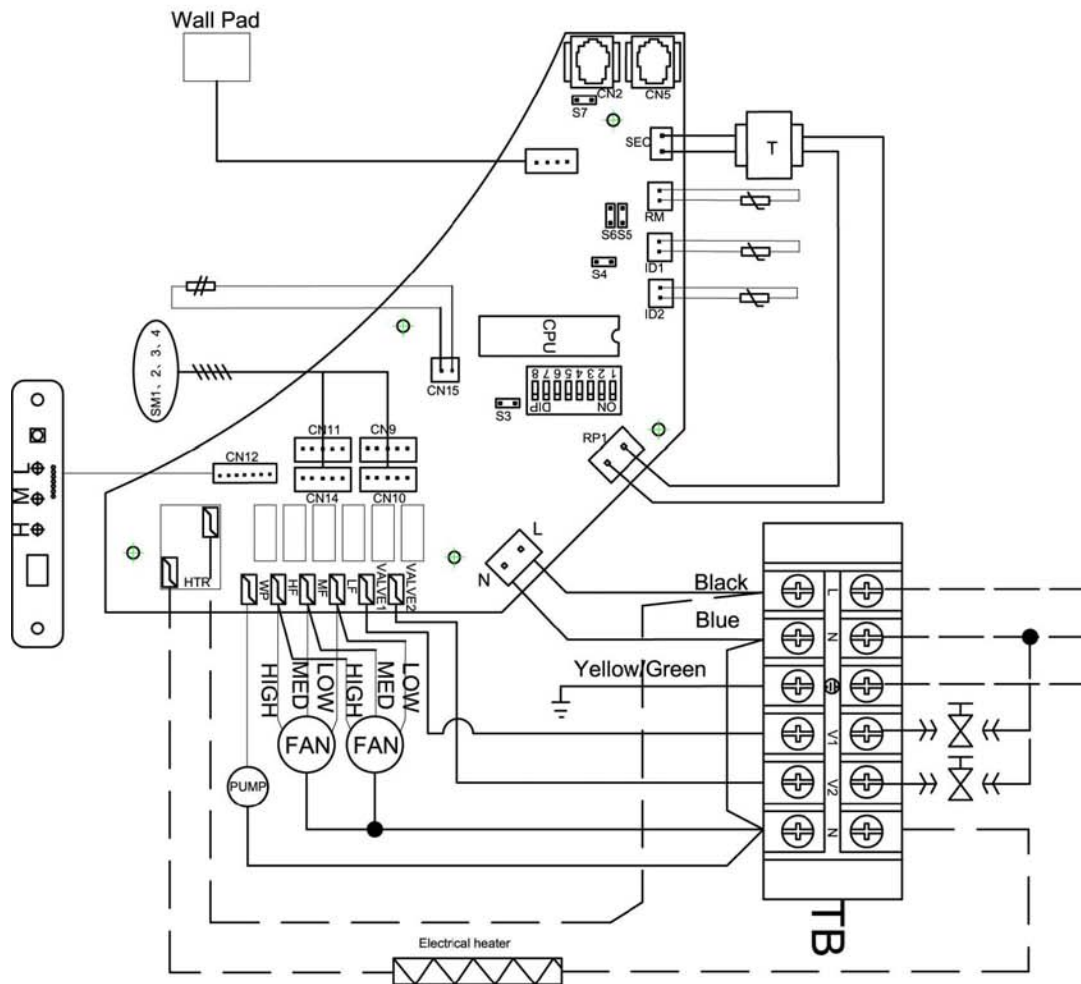 Wall Pad
CN2
CN5
S7
SEC
T
RM
S6
S5
ID1
S4
ID2
CPU
SM1、2、3、4
CN15
8 7 6 5 4 3 2 1
DIP
ON
S3
CN11
CN9
RP1
CN12
L
M
H
CN14
CN10
L
N
HTR
WP
HF
MF
LF
VALVE1
VALVE2
Black
Blue
Yellow/Green
L
N
V1
V2
N
HIGH
MED
LOW
HIGH
MED
LOW
FAN
FAN
PUMP
TB
Electrical heater